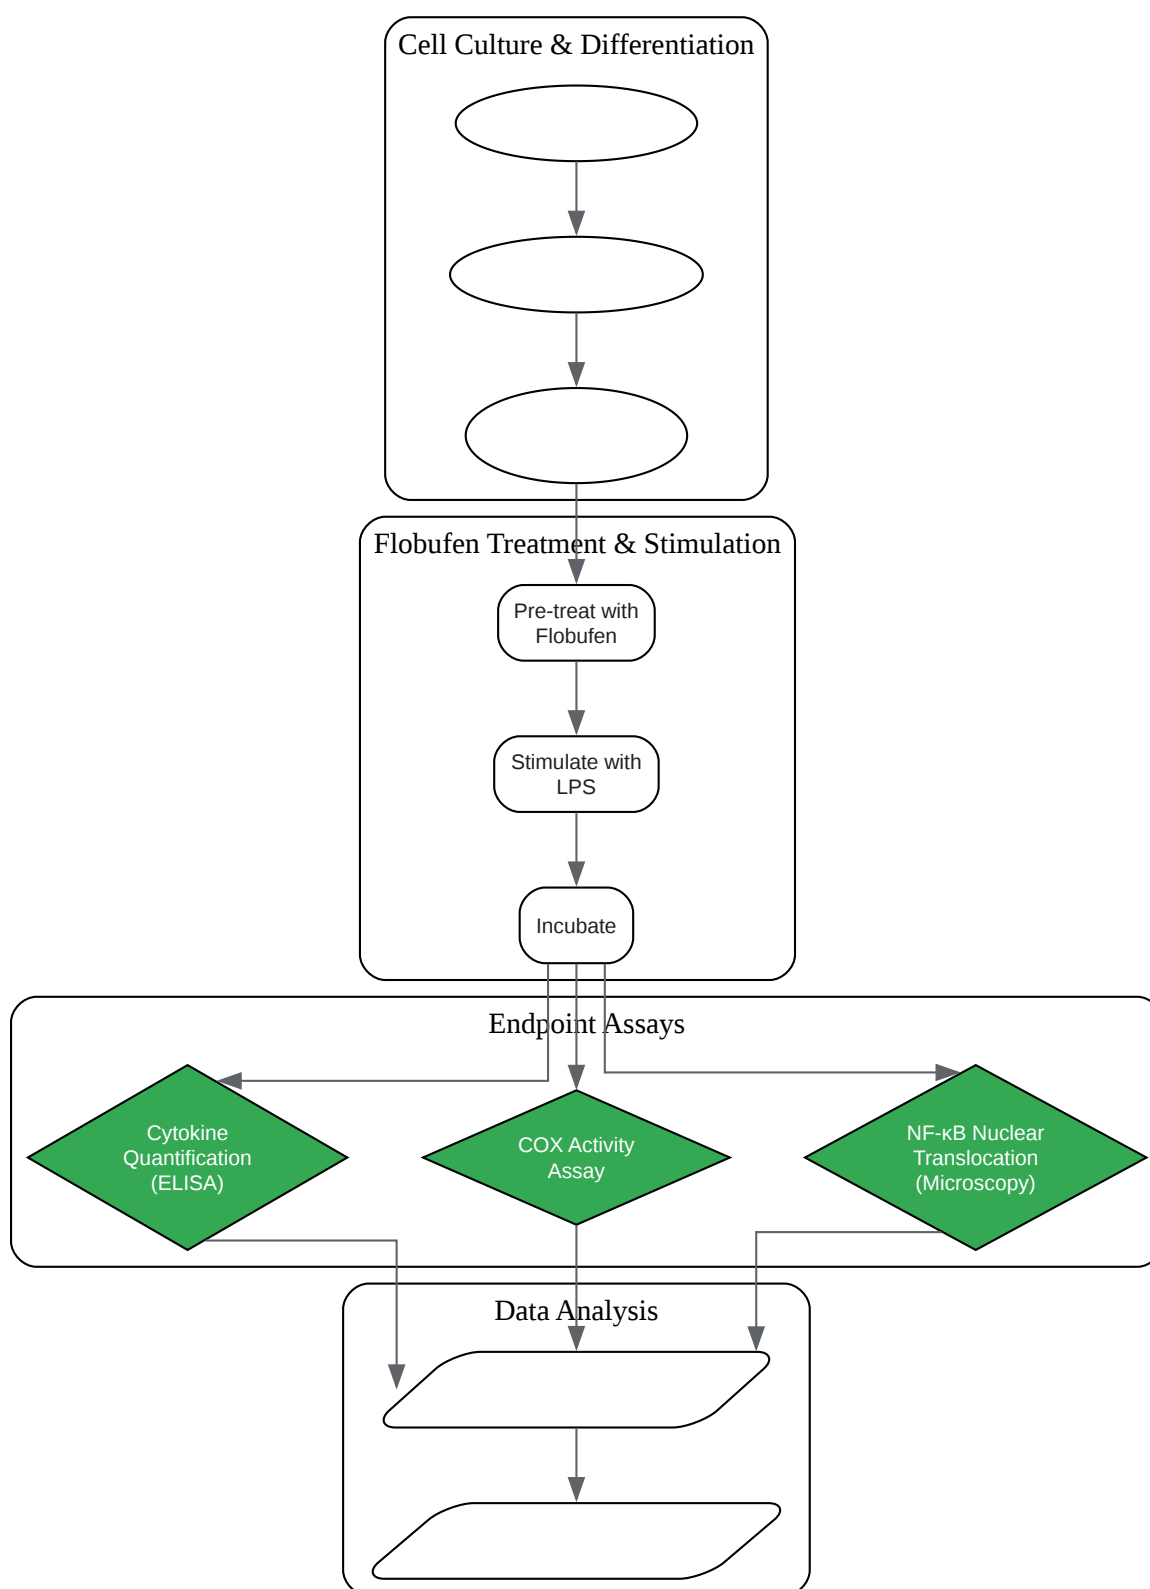 Cell Culture & Differentiation
Flobufen Treatment & Stimulation
Pre-treat with
Flobufen
Stimulate with
LPS
Incubate
Endpoint Assays
Cytokine
Quantification
(ELISA)
COX Activity
Assay
NF-κB Nuclear
Translocation
(Microscopy)
Data Analysis